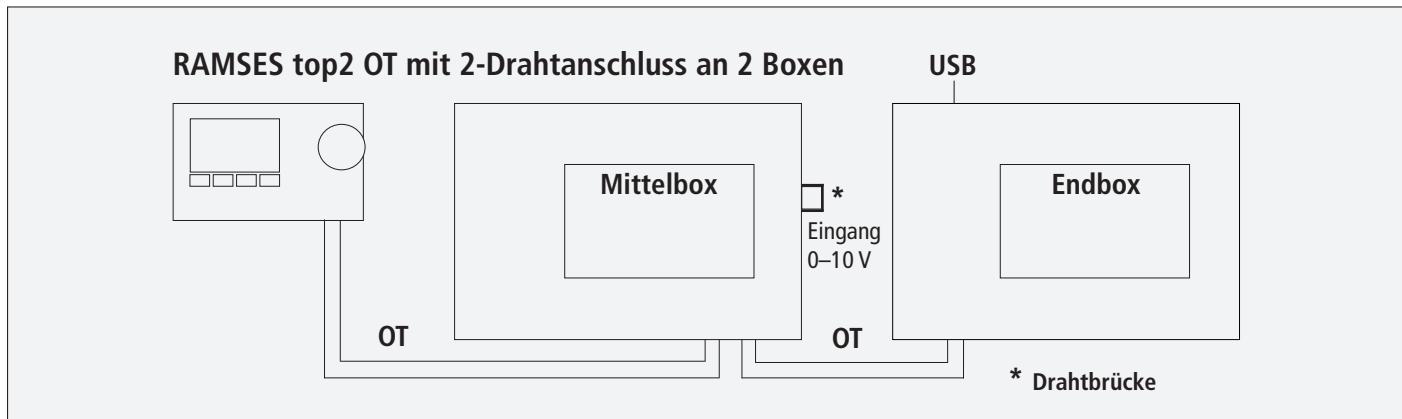 RAMSES top2 OT mit 2-Drahtanschluss an 2 Boxen
USB
Mittelbox
*
Eingang
0–10 V
Endbox
OT
OT
* Drahtbrücke